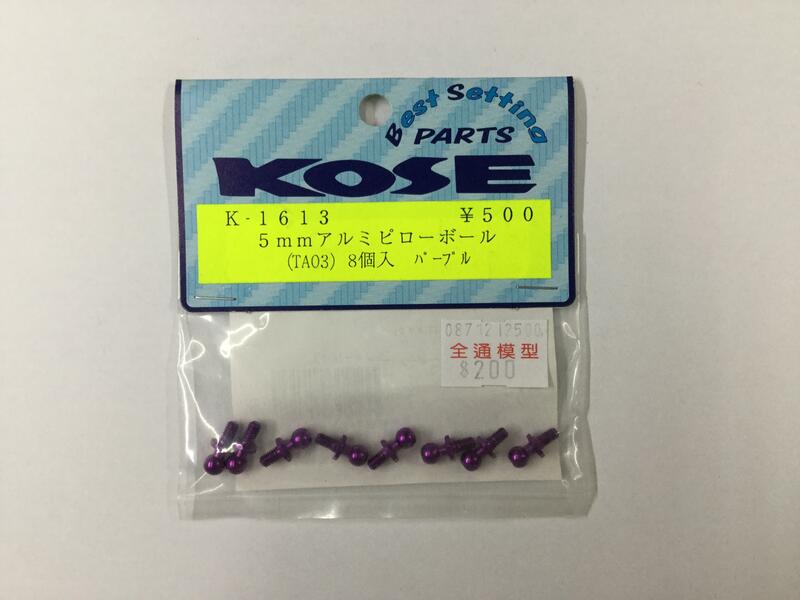 Best Setting
PARTS
KOSE
K-1613 ¥500
5mmアルミピローボール
(TA03) 8個入 ﾊﾟｰﾌﾟﾙ
全通模型
$200